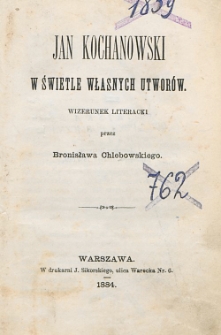 1839
JAN KOCHANOWSKI
W ŚWIETLE WŁASNYCH UTWORÓW.
WIZERUNEK LITERACKI
przez
Bronisława Chlebowskiego.
762
WARSZAWA.
W drukarni J. Sikorskiego, ulica Warecka Nr. 6.
1884.